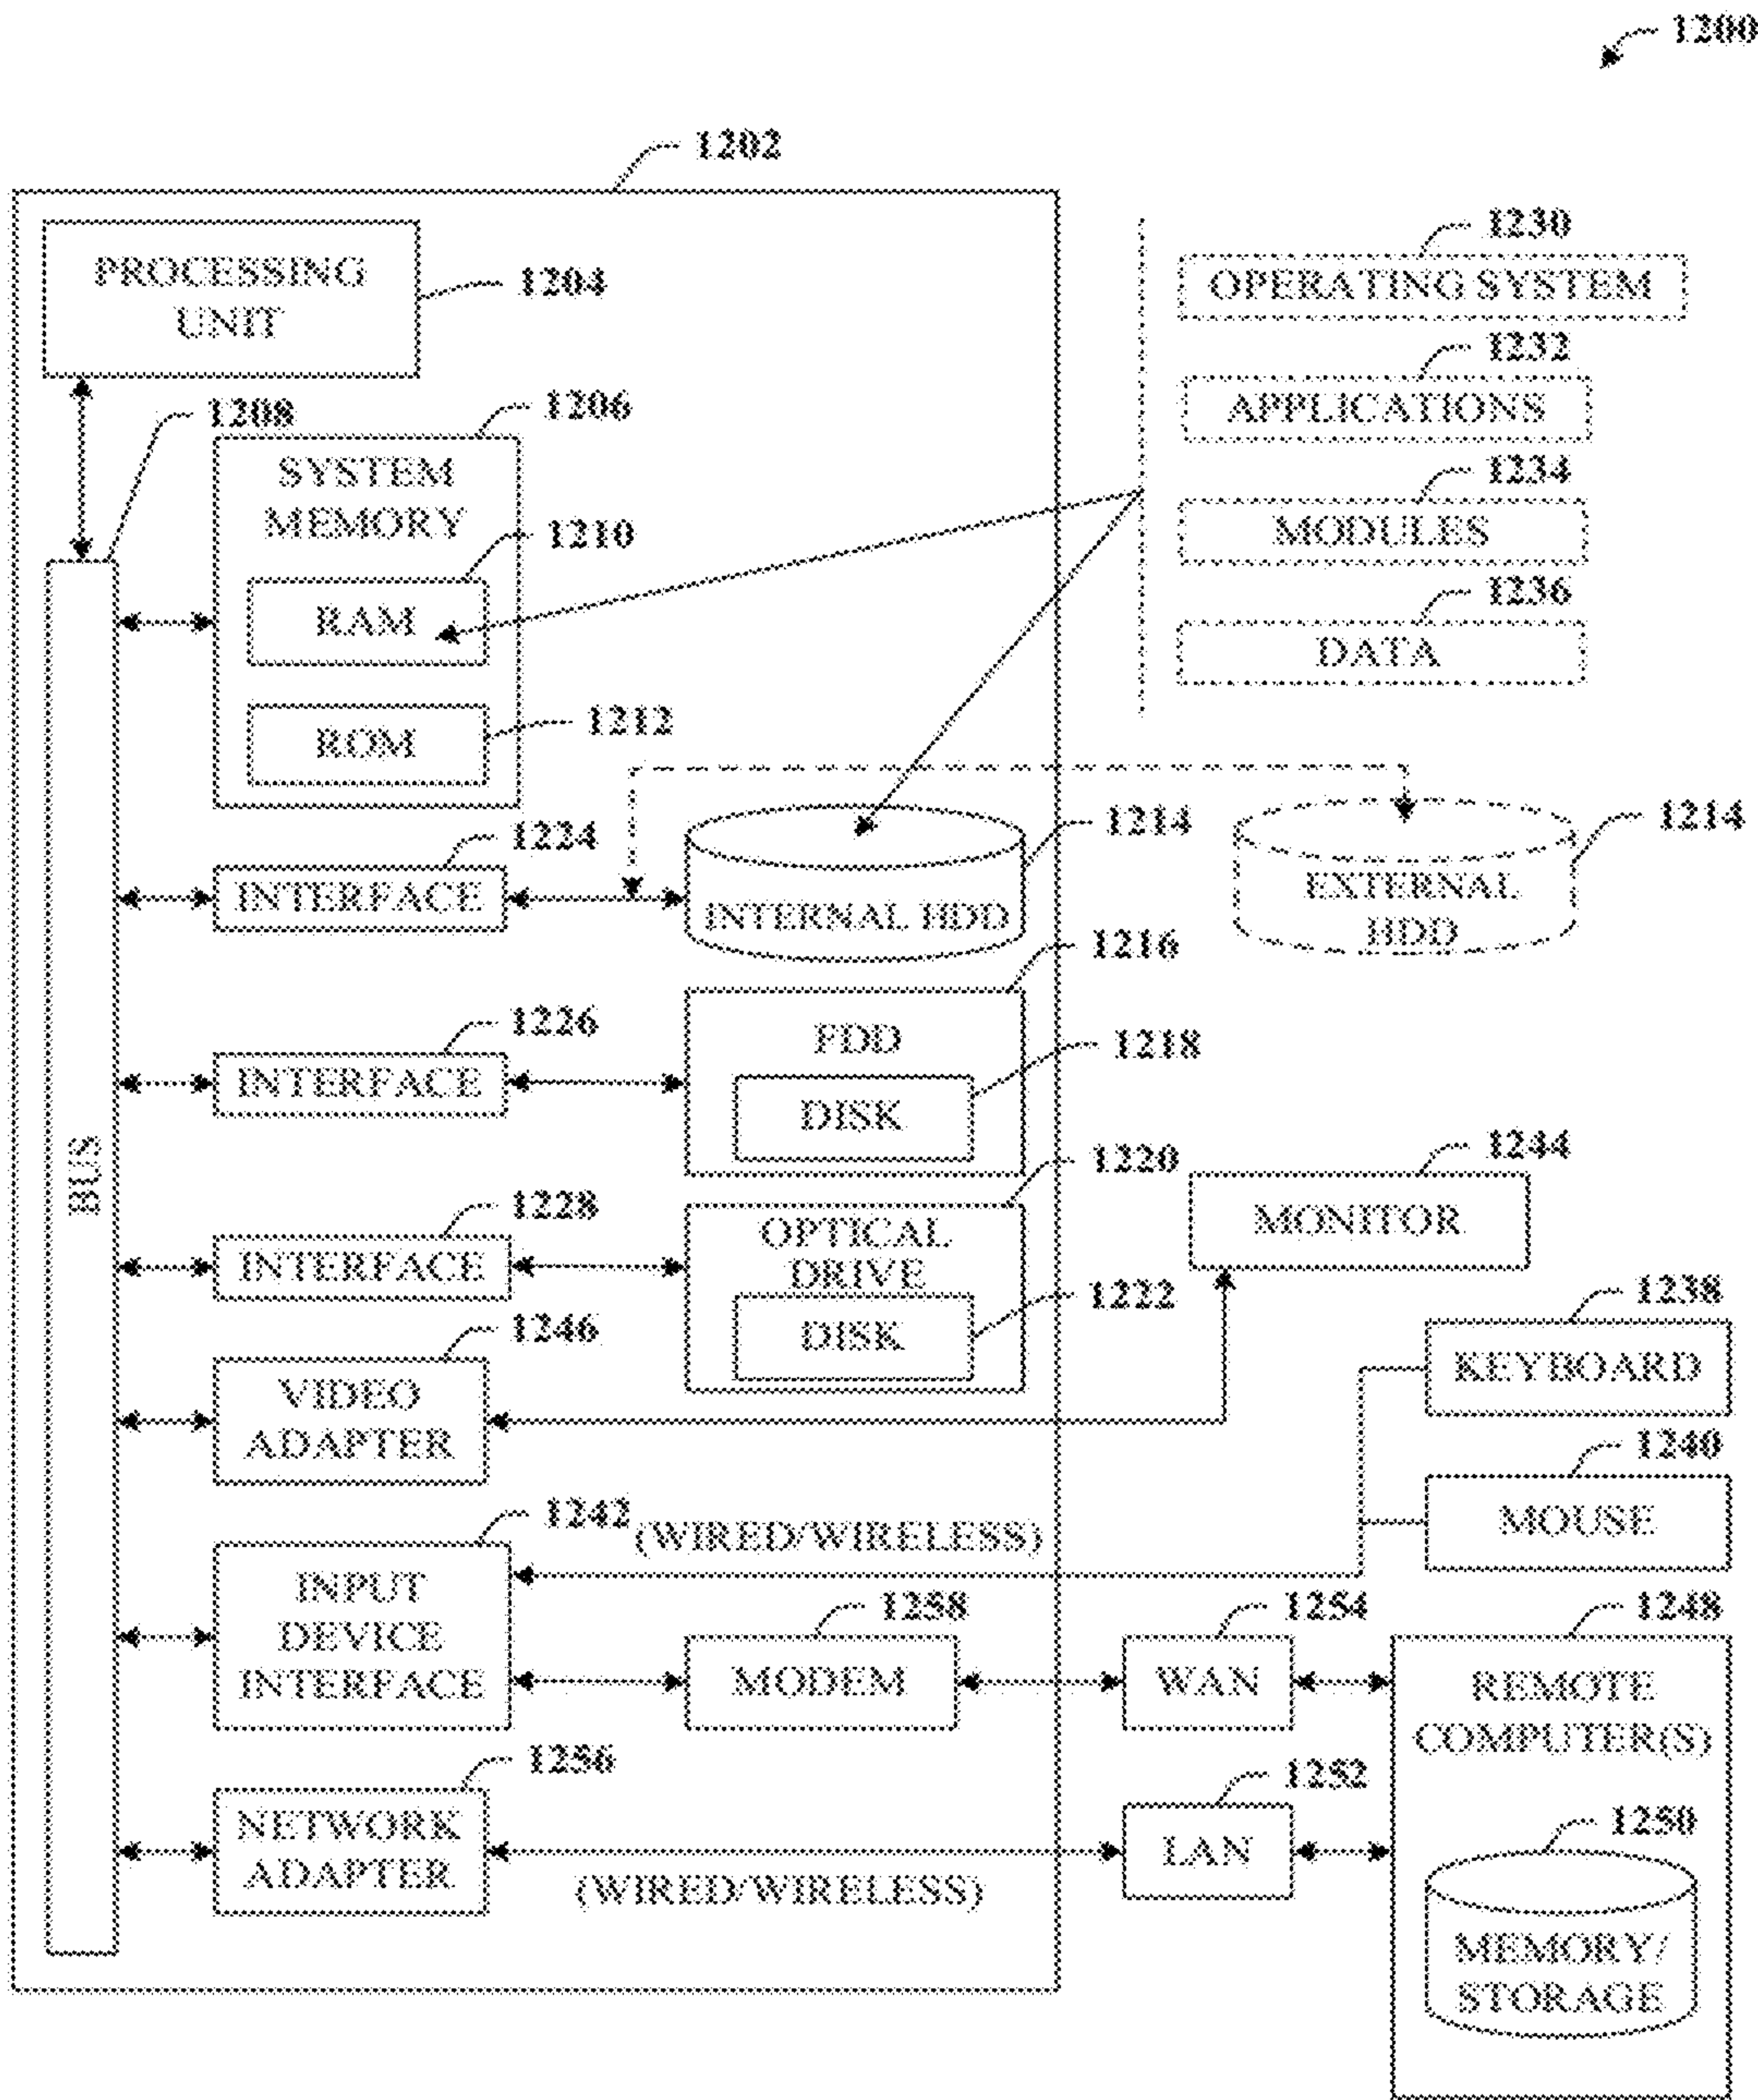 1200
1202
PROCESSING
UNIT
1204
1230
OPERATING SYSTEM
1232
APPLICATIONS
1234
MODULES
1236
DATA
1208
1206
SYSTEM
MEMORY
1210
RAM
1212
ROM
1224
INTERFACE
1214
INTERNAL HDD
1214
EXTERNAL
HDD
1216
1226
INTERFACE
FDD
1218
DISK
BUS
1228
INTERFACE
1220
OPTICAL
DRIVE
1222
DISK
1244
MONITOR
1246
VIDEO
ADAPTER
1238
KEYBOARD
1240
MOUSE
1242
(WIRED/WIRELESS)
INPUT
DEVICE
INTERFACE
1258
MODEM
1254
WAN
1248
REMOTE
COMPUTER(S)
1256
NETWORK
ADAPTER
(WIRED/WIRELESS)
1252
LAN
1250
MEMORY/
STORAGE